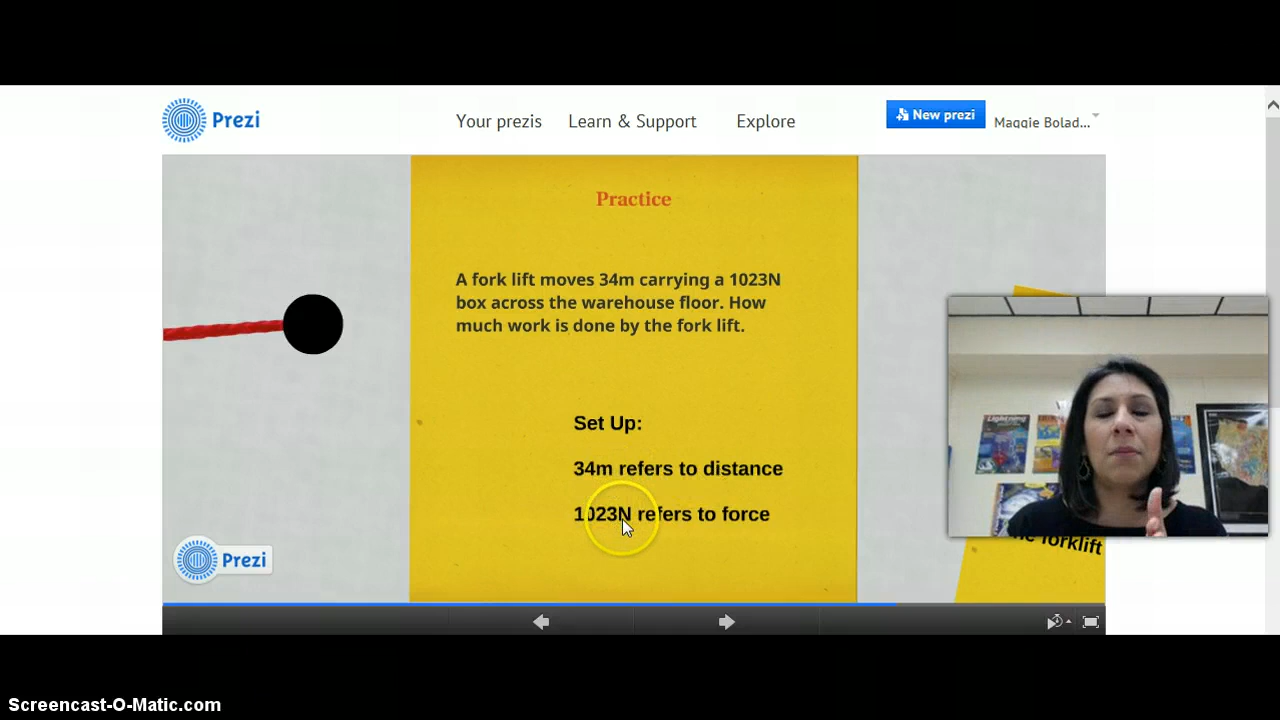 Prezi
Your prezis
Learn & Support
Explore
New prezi
Maggie Bolad...
Practice
A fork lift moves 34m carrying a 1023N
box across the warehouse floor. How
much work is done by the fork lift.
Set Up:
34m refers to distance
1023N refers to force
Lightning
forklift
Prezi
Screencast-O-Matic.com